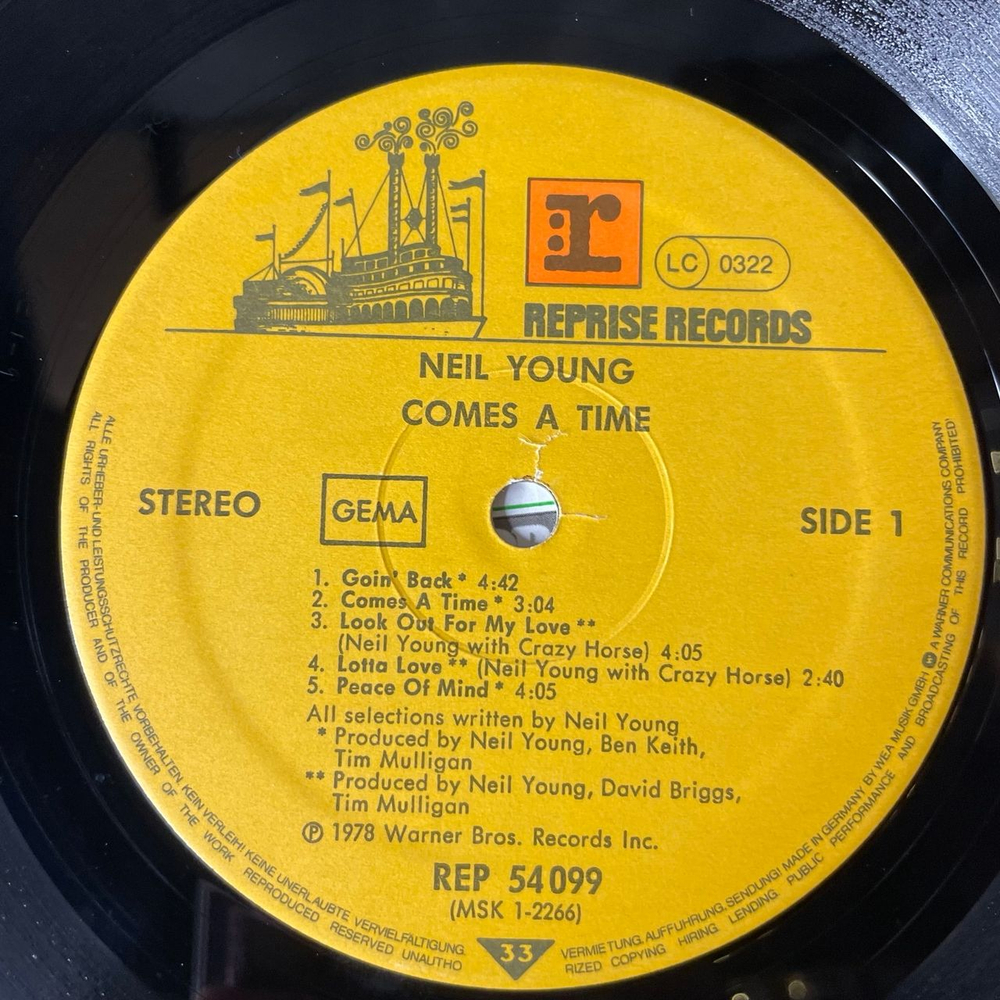 r
LC 0322
REPRISE RECORDS
NEIL YOUNG
COMES A TIME
STEREO
GEMA
SIDE 1
1. Goin' Back * 4:42
2. Comes A Time * 3:04
3. Look Out For My Love **
(Neil Young with Crazy Horse) 4:05
4. Lotta Love ** (Neil Young with Crazy Horse) 2:40
5. Peace Of Mind * 4:05
All selections written by Neil Young
* Produced by Neil Young, Ben Keith,
Tim Mulligan
** Produced by Neil Young, David Briggs,
Tim Mulligan
℗ 1978 Warner Bros. Records Inc.
REP 54 099
(MSK 1-2266)
33
ALLE URHEBER- UND LEISTUNGSSCHUTZRECHTE VORBEHALTEN. KEIN VERLEIH! KEINE UNERLAUBTE VERVIELFÄLTIGUNG. VERMIETUNG. AUFFÜHRUNG. SENDUNG! MADE IN GERMANY BY WEA MUSIK GMBH A WARNER COMMUNICATIONS COMPANY
ALL RIGHTS OF THE PRODUCER AND OF THE OWNER OF THE WORK REPRODUCED RESERVED UNAUTHO RIZED COPYING HIRING LENDING PUBLIC PERFORMANCE AND BROADCASTING OF THIS RECORD PROHIBITED'